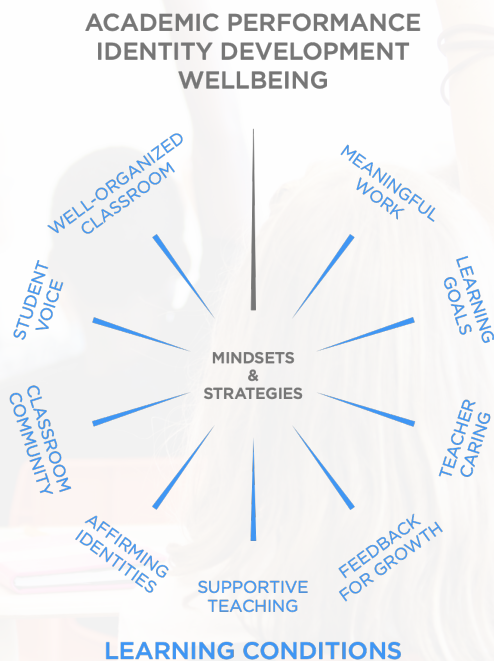 ACADEMIC PERFORMANCE
IDENTITY DEVELOPMENT
WELLBEING
WELL-ORGANIZED
CLASSROOM
MEANINGFUL
WORK
STUDENT
VOICE
LEARNING
GOALS
MINDSETS
&
STRATEGIES
CLASSROOM
COMMUNITY
TEACHER
CARING
AFFIRMING
IDENTITIES
FEEDBACK
FOR GROWTH
SUPPORTIVE
TEACHING
LEARNING CONDITIONS